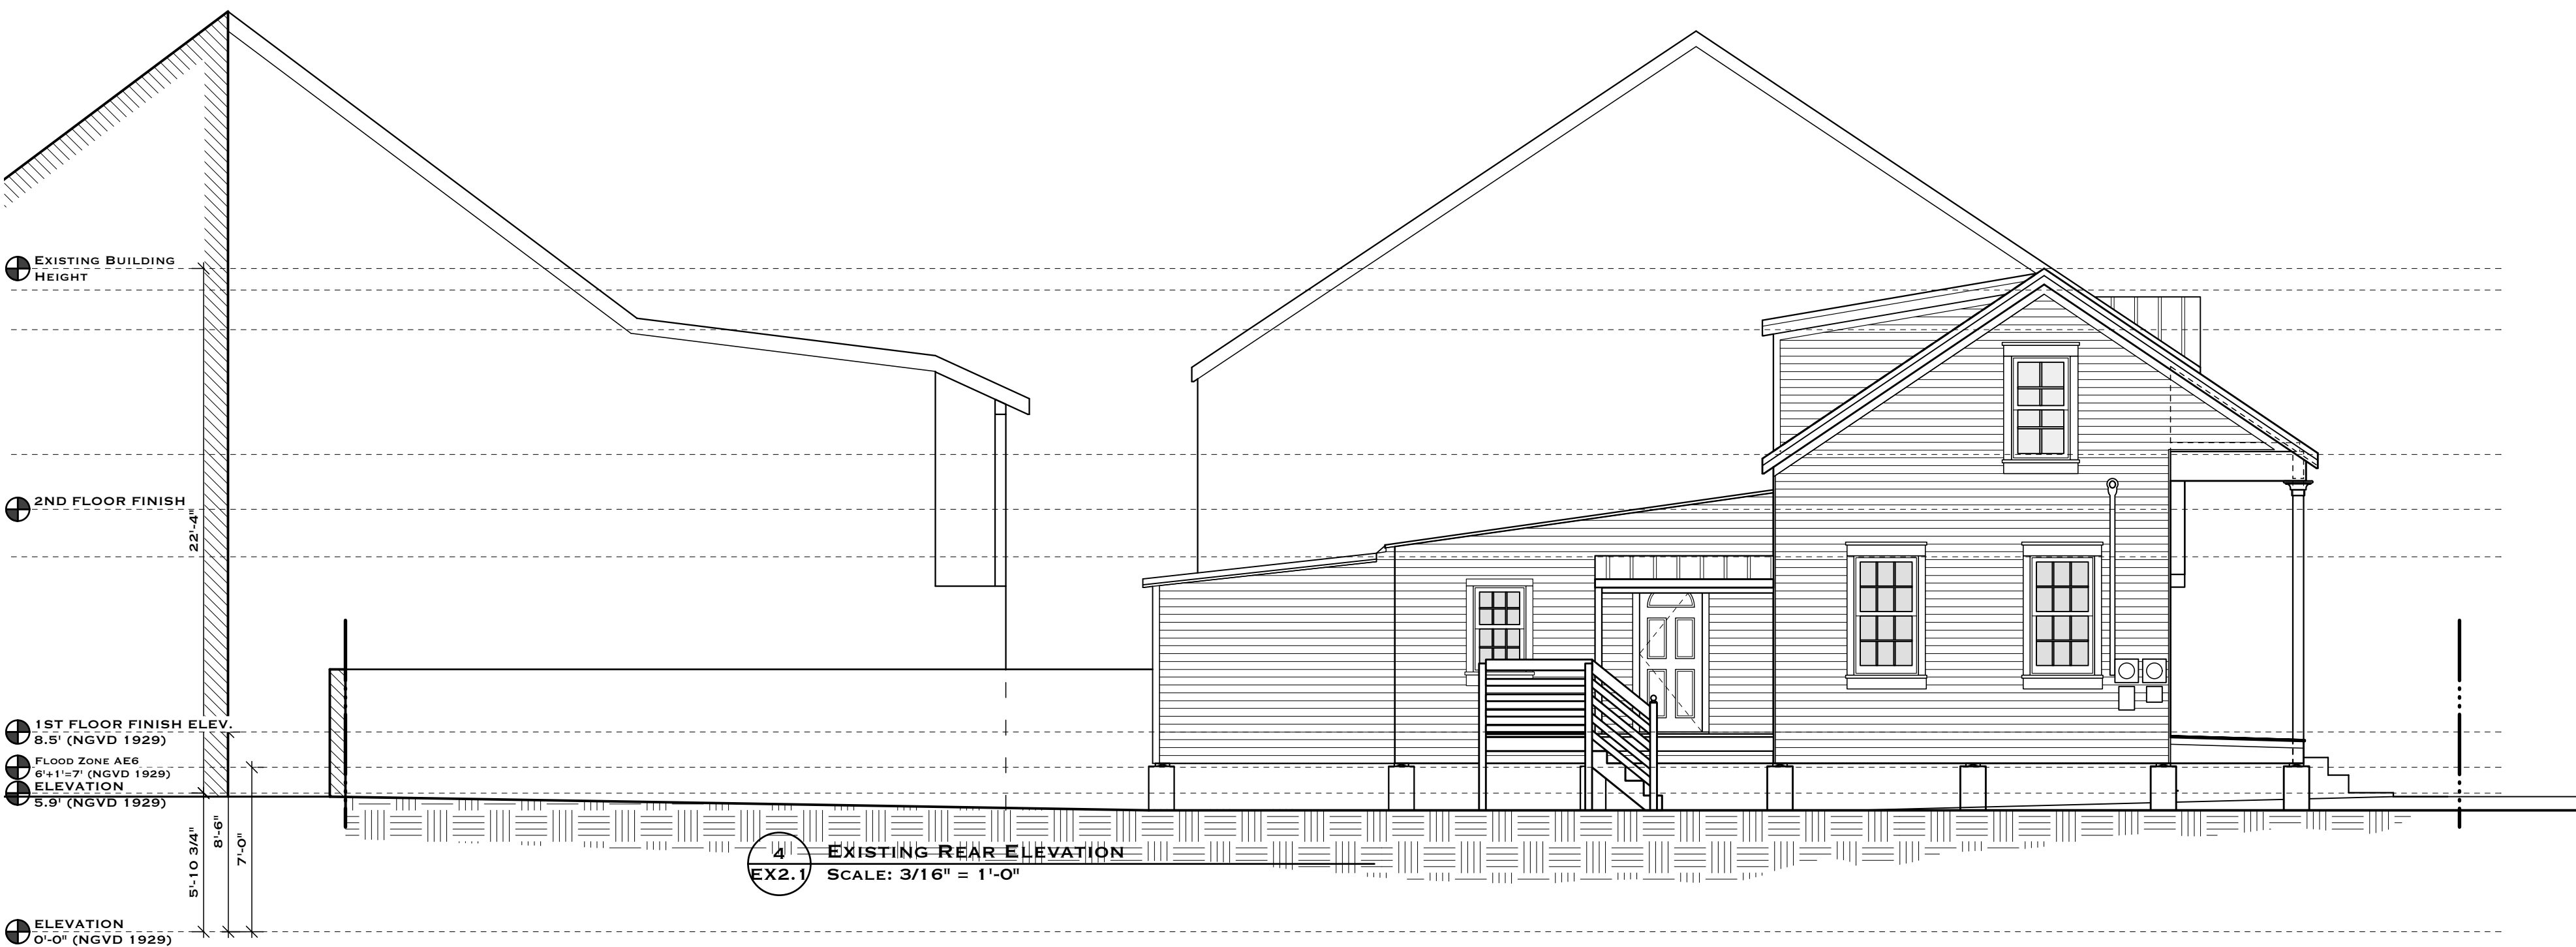 EXISTING BUILDING
HEIGHT
2ND FLOOR FINISH
22'-4"
1ST FLOOR FINISH ELEV.
8.5' (NGVD 1929)
FLOOD ZONE AE6
6'+1'=7' (NGVD 1929)
ELEVATION
5.9' (NGVD 1929)
5'-10 3/4"
8'-6"
7'-0"
4
EX2.1
EXISTING REAR ELEVATION
SCALE: 3/16" = 1'-0"
ELEVATION
0'-0" (NGVD 1929)